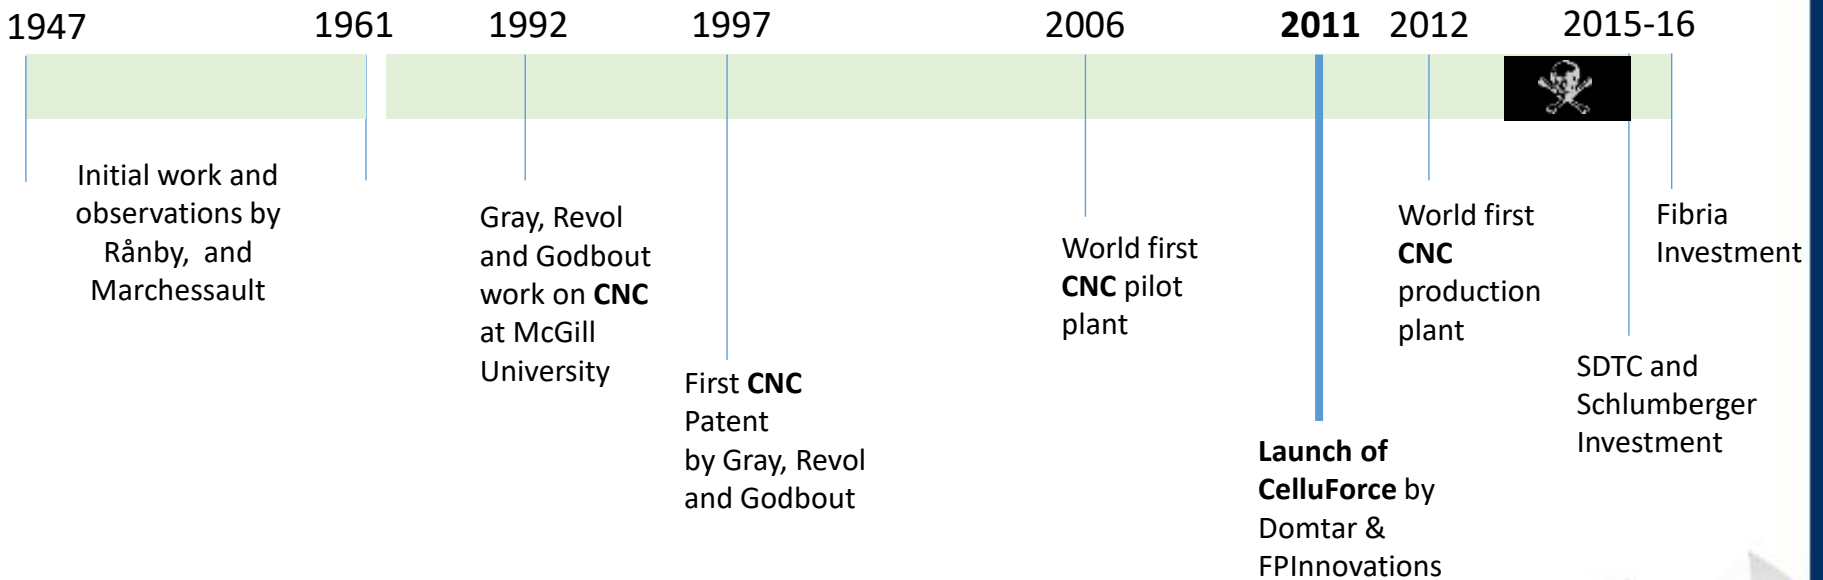 1947
1961
1992
1997
2006
2011
2012
2015-16
Initial work and
observations by
Rånby, and
Marchessault
Gray, Revol
and Godbout
work on CNC
at McGill
University
First CNC
Patent
by Gray, Revol
and Godbout
World first
CNC pilot
plant
Launch of
CelluForce by
Domtar &
FPInnovations
World first
CNC
production
plant
SDTC and
Schlumberger
Investment
Fibria
Investment